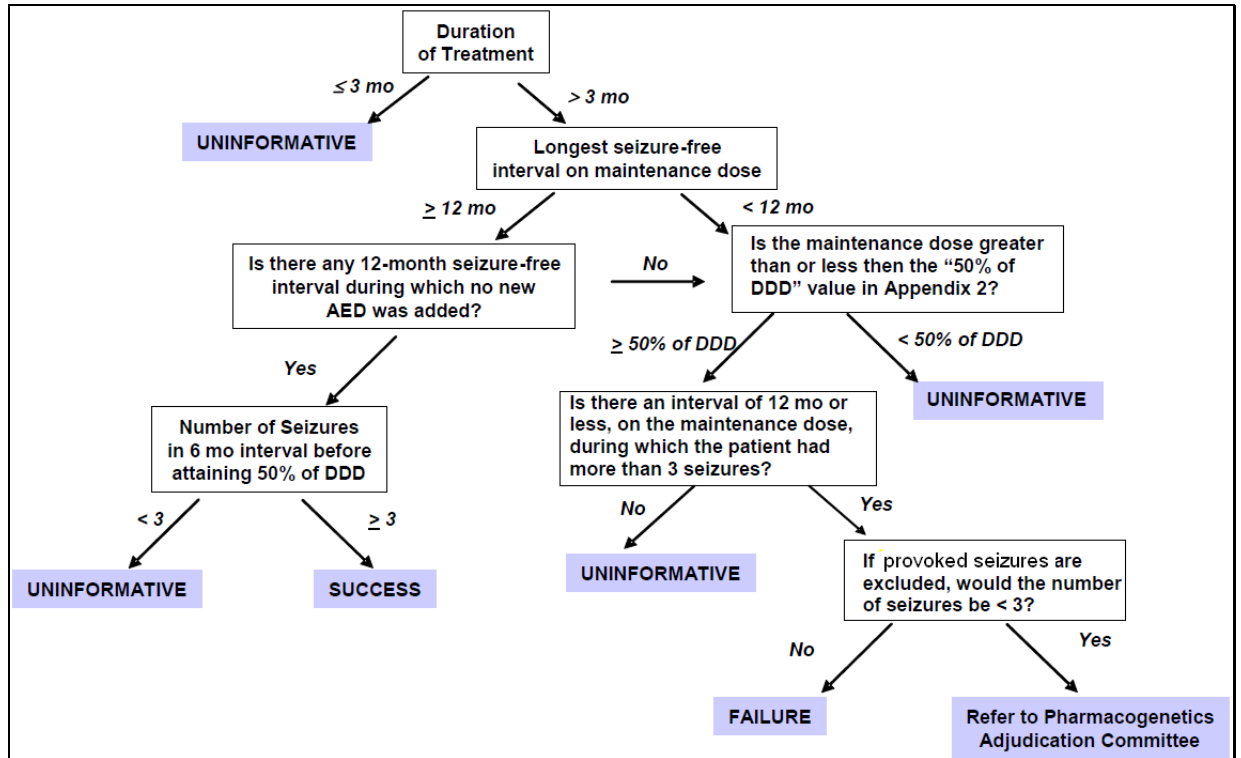 Duration
of Treatment
≤ 3 mo
> 3 mo
UNINFORMATIVE
Longest seizure-free
interval on maintenance dose
≥ 12 mo
< 12 mo
Is there any 12-month seizure-free
interval during which no new
AED was added?
No
Is the maintenance dose greater
than or less then the “50% of
DDD” value in Appendix 2?
Yes
≥ 50% of DDD
< 50% of DDD
UNINFORMATIVE
Number of Seizures
in 6 mo interval before
attaining 50% of DDD
Is there an interval of 12 mo or
less, on the maintenance dose,
during which the patient had
more than 3 seizures?
< 3
≥ 3
No
Yes
UNINFORMATIVE
SUCCESS
UNINFORMATIVE
If provoked seizures are
excluded, would the number
of seizures be < 3?
No
Yes
FAILURE
Refer to Pharmacogenetics
Adjudication Committee